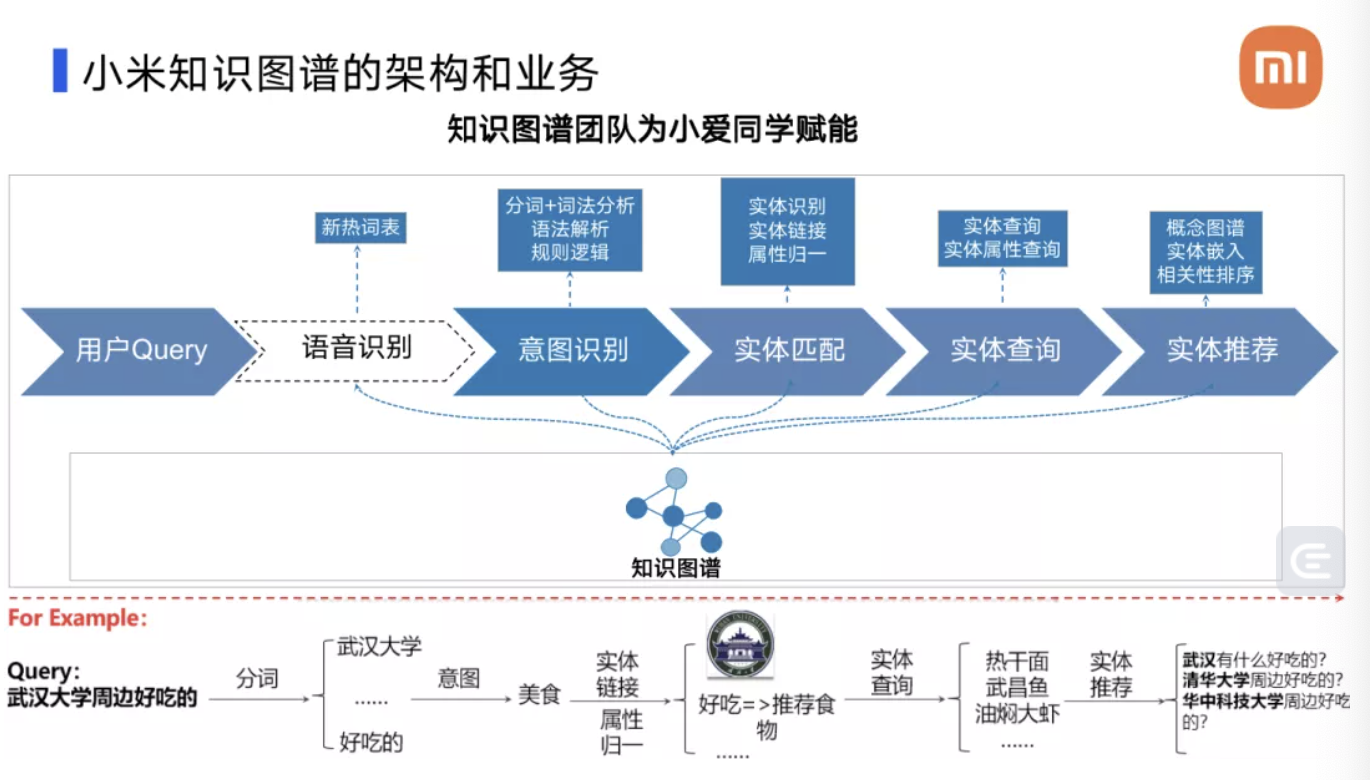 小米知识图谱的架构和业务
知识图谱团队为小爱同学赋能
新热词表
分词+词法分析
语法解析
规则逻辑
实体识别
实体链接
属性归一
实体查询
实体属性查询
概念图谱
实体嵌入
相关性排序
用户Query
语音识别
意图识别
实体匹配
实体查询
实体推荐
知识图谱
For Example:
Query:
武汉大学周边好吃的
分词
武汉大学
……
好吃的
意图
美食
实体
链接
属性
归一
好吃=>推荐食
物
……
实体
查询
热干面
武昌鱼
油焖大虾
……
实体
推荐
武汉有什么好吃的?
清华大学周边好吃的?
华中科技大学周边好吃
的?